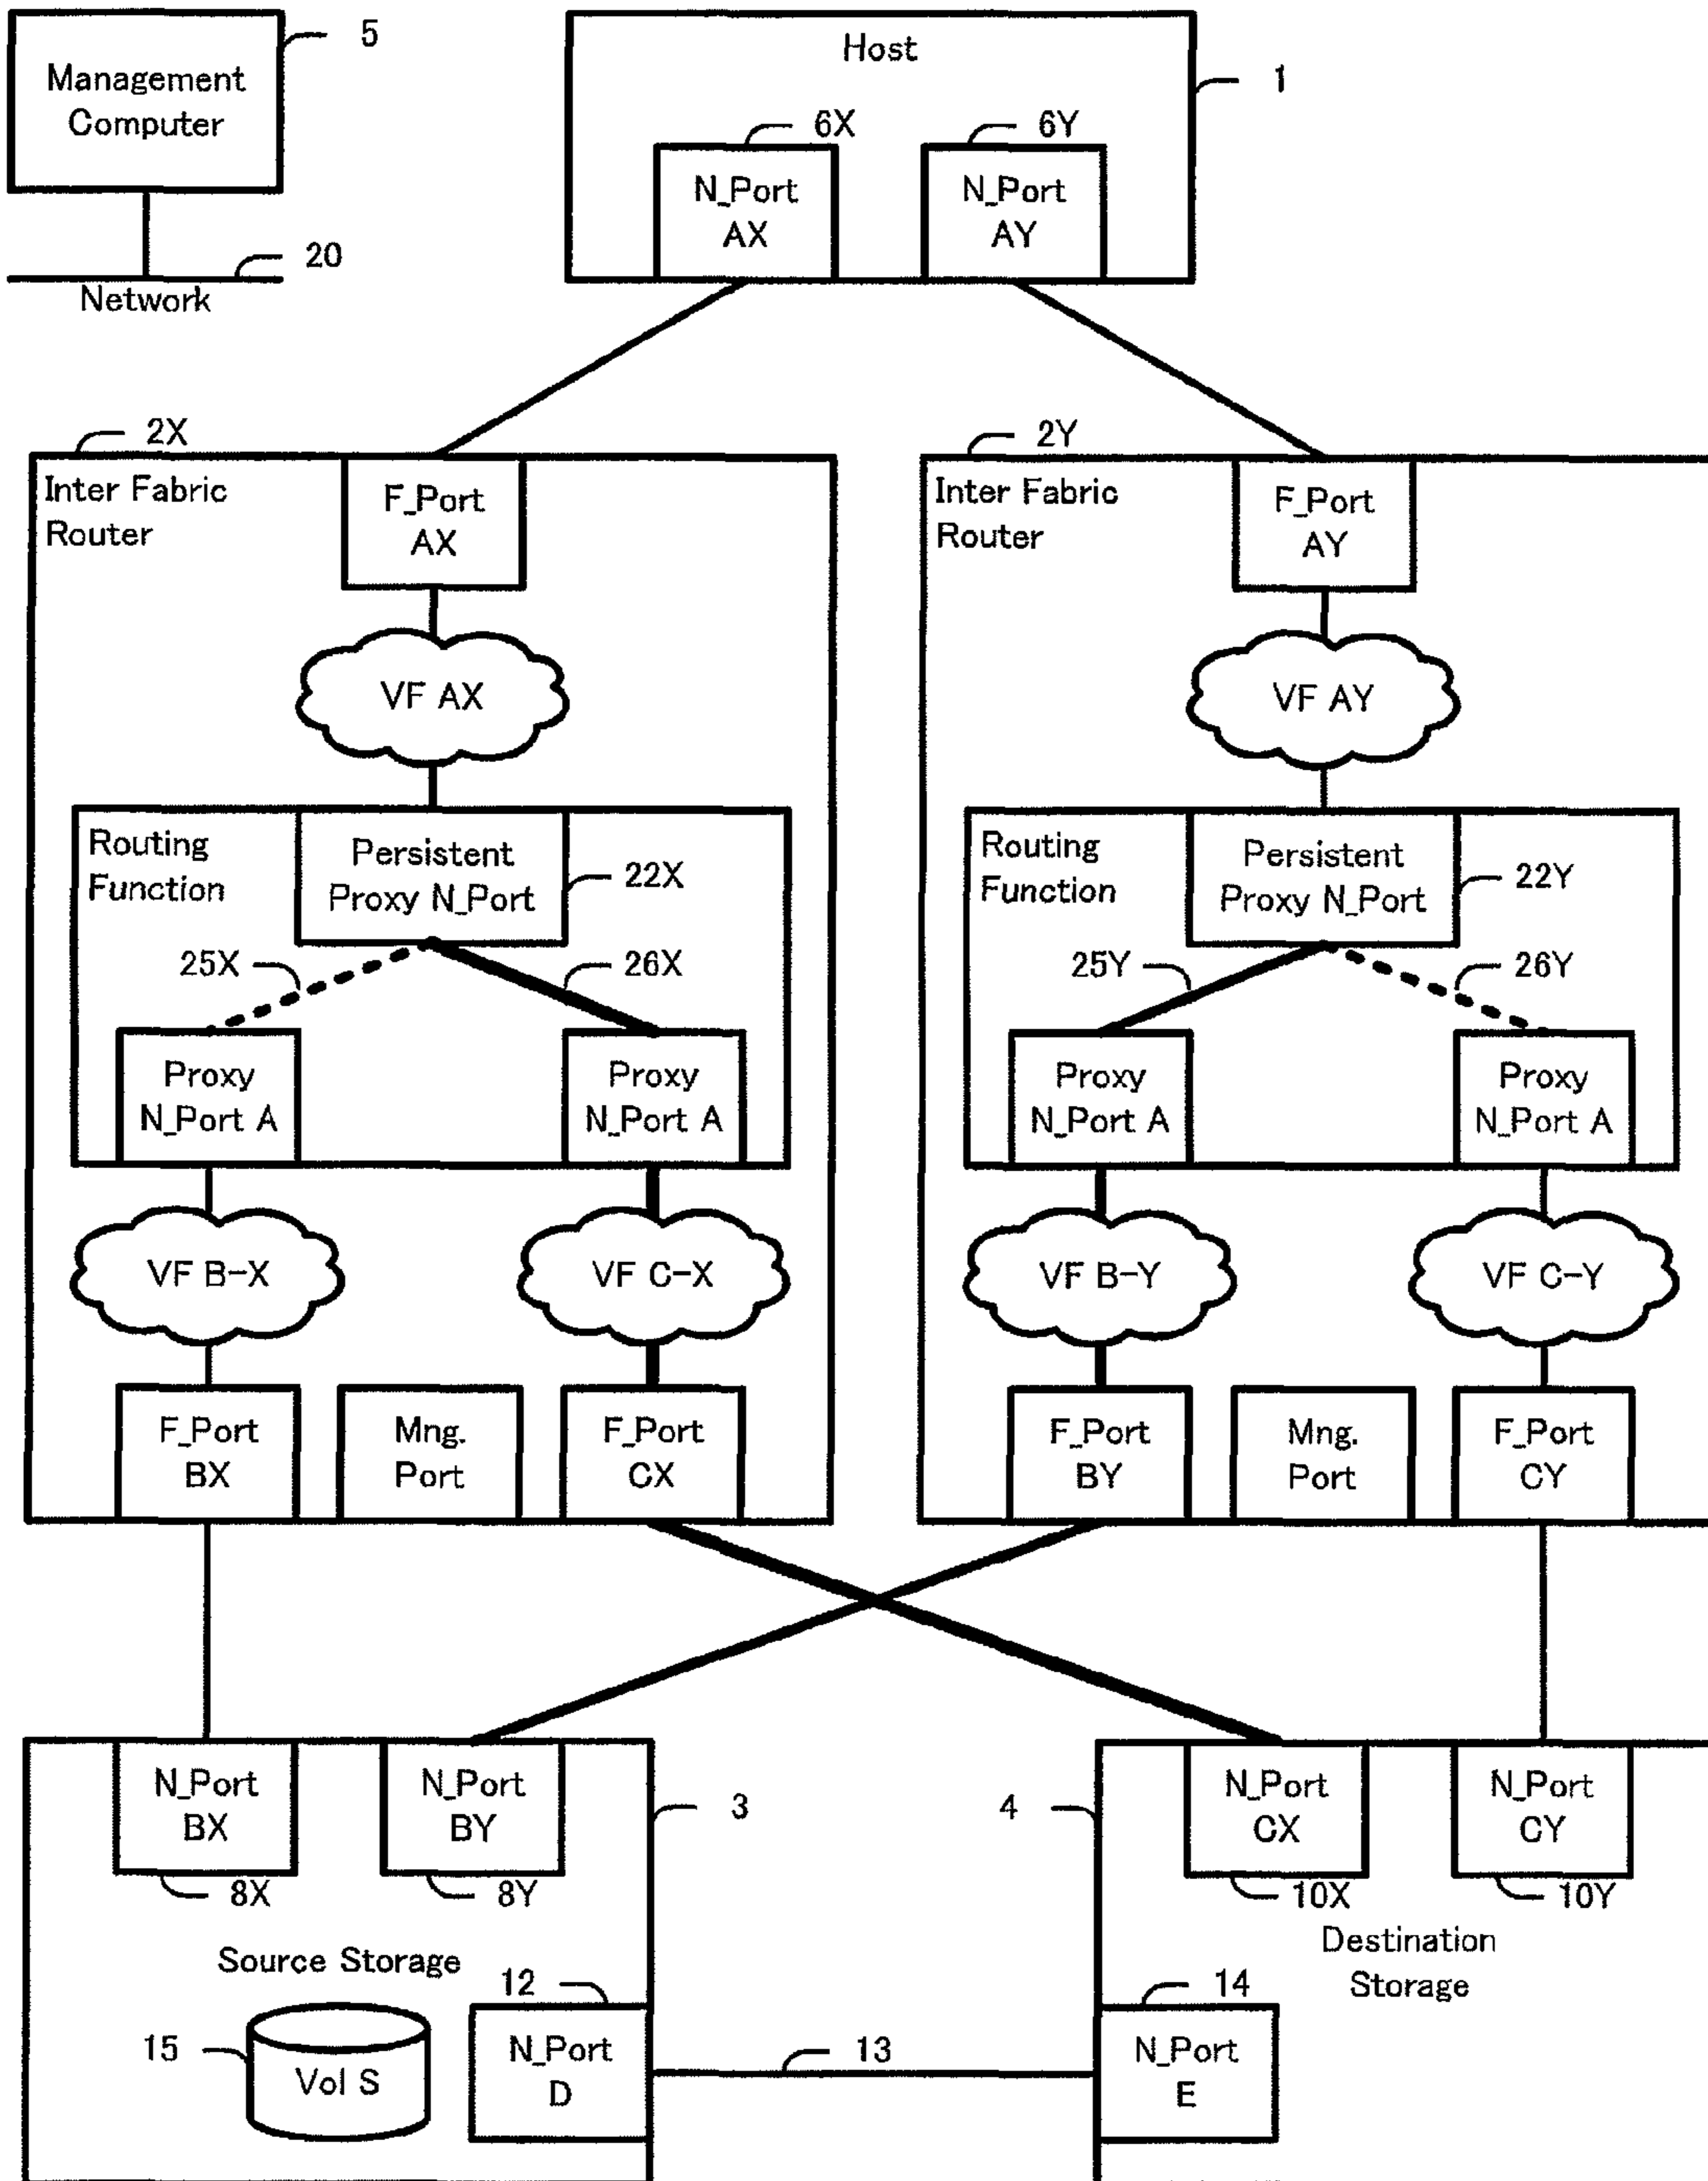 5
Management
Computer
20
Network
Host
1
6X
6Y
N_Port
AX
N_Port
AY
2X
Inter Fabric
Router
F_Port
AX
VF AX
Routing
Function
Persistent
Proxy N_Port
22X
25X
26X
Proxy
N_Port A
Proxy
N_Port A
VF B-X
VF C-X
F_Port
BX
Mng.
Port
F_Port
CX
2Y
Inter Fabric
Router
F_Port
AY
VF AY
Routing
Function
Persistent
Proxy N_Port
22Y
25Y
26Y
Proxy
N_Port A
Proxy
N_Port A
VF B-Y
VF C-Y
F_Port
BY
Mng.
Port
F_Port
CY
N_Port
BX
N_Port
BY
3
8X
8Y
Source Storage
12
15
Vol S
N_Port
D
13
4
N_Port
CX
N_Port
CY
10X
10Y
Destination
Storage
14
N_Port
E